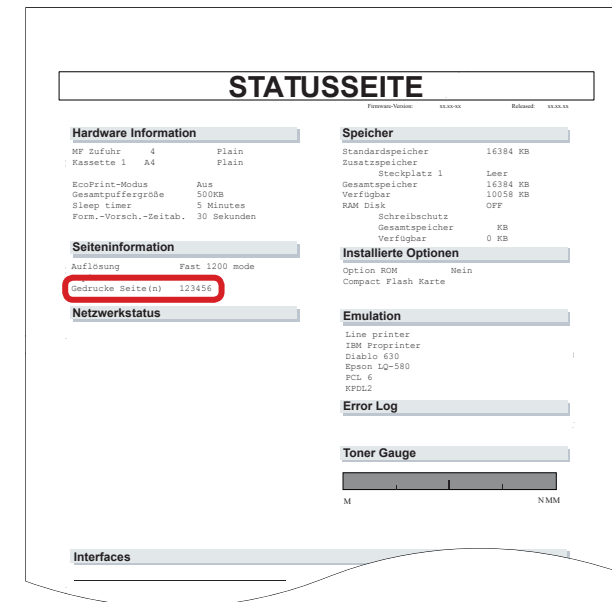 STATUSSEITE
Firmware-Version: xx.xx-xx Released: xx.xx.xx
Hardware Information
MF Zufuhr 4 Plain
Kassette 1 A4 Plain
EcoPrint-Modus Aus
Gesamtpuffergröße 500KB
Sleep timer 5 Minutes
Form.-Vorsch.-Zeitab. 30 Sekunden
Seiteninformation
Auflösung Fast 1200 mode
Gedrucke Seite(n) 123456
Netzwerkstatus
Speicher
Standardspeicher 16384 KB
Zusatzspeicher
Steckplatz 1 Leer
Gesamtspeicher 16384 KB
Verfügbar 10058 KB
RAM Disk OFF
Schreibschutz
Gesamtspeicher KB
Verfügbar 0 KB
Installierte Optionen
Option ROM Nein
Compact Flash Karte
Emulation
Line printer
IBM Proprinter
Diablo 630
Epson LQ-580
PCL 6
KPDL2
Error Log
Toner Gauge
M N MM
Interfaces